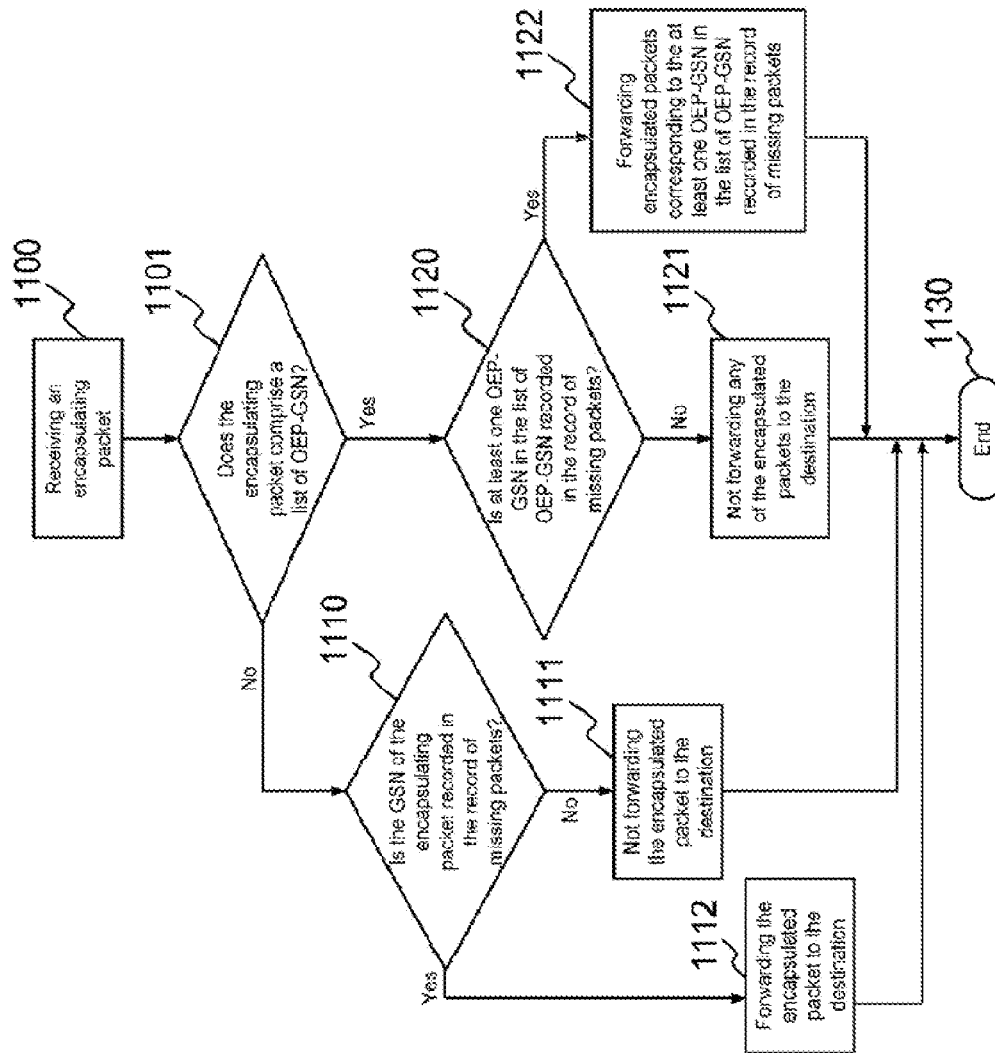 1100
Receiving an
encapsulating
packet
1101
Does the
encapsulating
packet comprise a
list of OEP-GSN?
No
Yes
1110
Is the GSN of the
encapsulating
packet recorded in
the record of
missing packets?
Yes
No
1120
Is at least one OEP-
GSN in the list of
OEP-GSN recorded
in the record of
missing packets?
Yes
No
1122
Forwarding
encapsulated packets
corresponding to the at
least one OEP-GSN in
the list of OEP-GSN
recorded in the record
of missing packets
1121
Not forwarding any
of the encapsulated
packets to the
destination
1111
Not forwarding
the encapsulated
packet to the
destination
1112
Forwarding the
encapsulated
packet to the
destination
1130
End